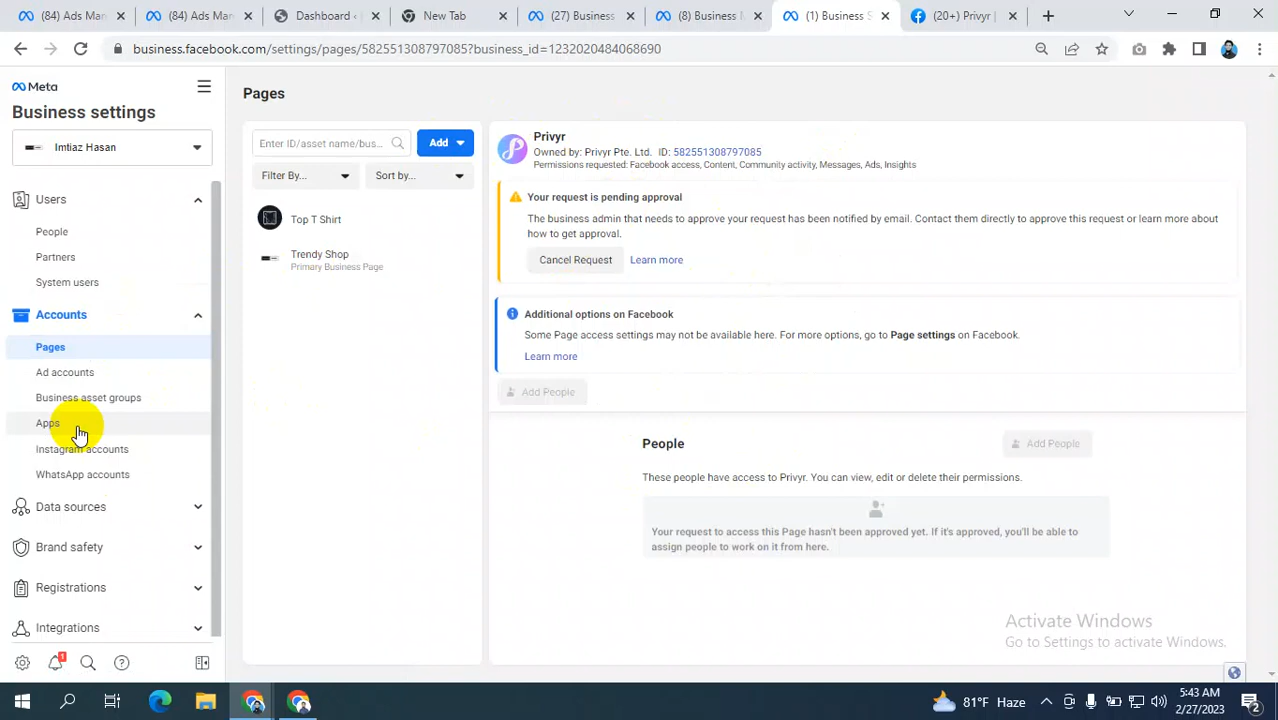 (84) Ads Man
(84) Ads Man
Dashboard ‹
New Tab
(27) Business
(8) Business M
(1) Business S
(20+) Privyr |
business.facebook.com/settings/pages/582551308797085?business_id=1232020484068690
Meta
Business settings
Imtiaz Hasan
Users
People
Partners
System users
Accounts
Pages
Ad accounts
Business asset groups
Apps
Instagram accounts
WhatsApp accounts
Data sources
Brand safety
Registrations
Integrations
1
Pages
Enter ID/asset name/bus...
Add
Filter By...
Sort by...
Top T Shirt
Trendy Shop
Primary Business Page
Privyr
Owned by: Privyr Pte. Ltd. ID: 582551308797085
Permissions requested: Facebook access, Content, Community activity, Messages, Ads, Insights
Your request is pending approval
The business admin that needs to approve your request has been notified by email. Contact them directly to approve this request or learn more about
how to get approval.
Cancel Request
Learn more
Additional options on Facebook
Some Page access settings may not be available here. For more options, go to Page settings on Facebook.
Learn more
Add People
People
Add People
These people have access to Privyr. You can view, edit or delete their permissions.
Your request to access this Page hasn't been approved yet. If it's approved, you'll be able to
assign people to work on it from here.
Activate Windows
Go to Settings to activate Windows.
81°F Haze
5:43 AM
2/27/2023
2